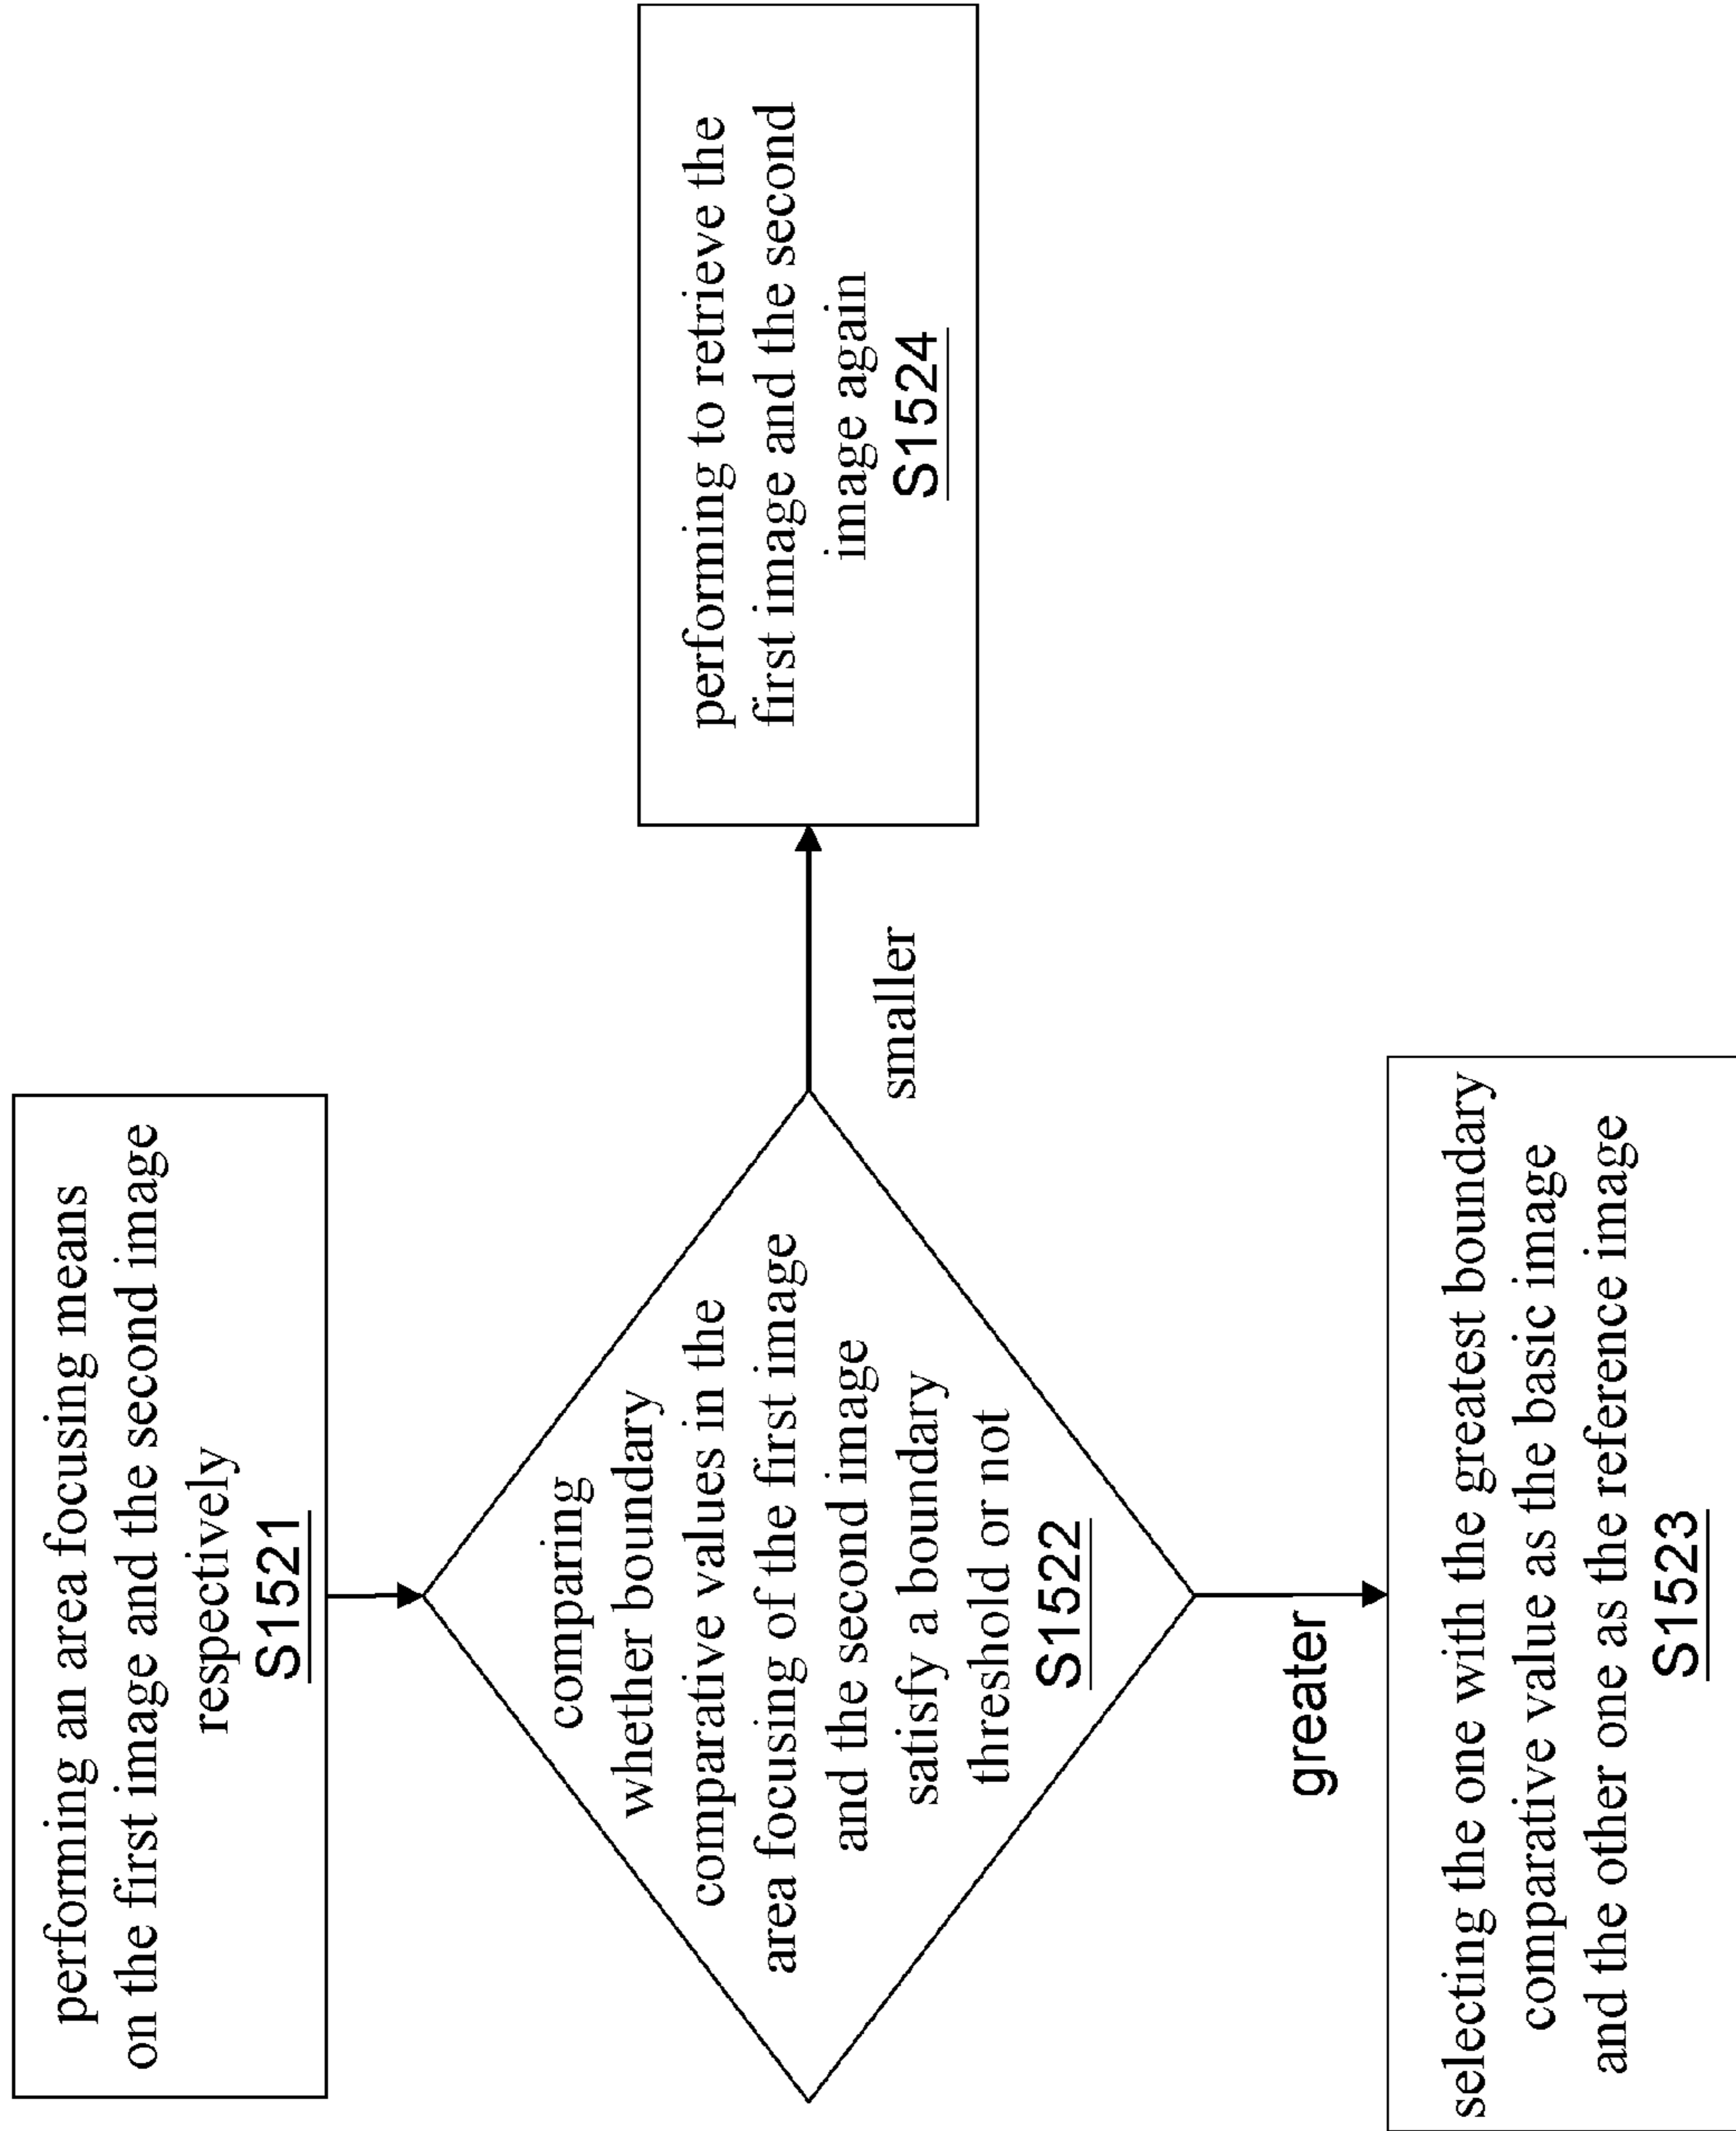 performing an area focusing means
on the first image and the second image
respectively
S1521
comparing
whether boundary
comparative values in the
area focusing of the first image
and the second image
satisfy a boundary
threshold or not
S1522
smaller
performing to retrieve the
first image and the second
image again
S1524
greater
selecting the one with the greatest boundary
comparative value as the basic image
and the other one as the reference image
S1523